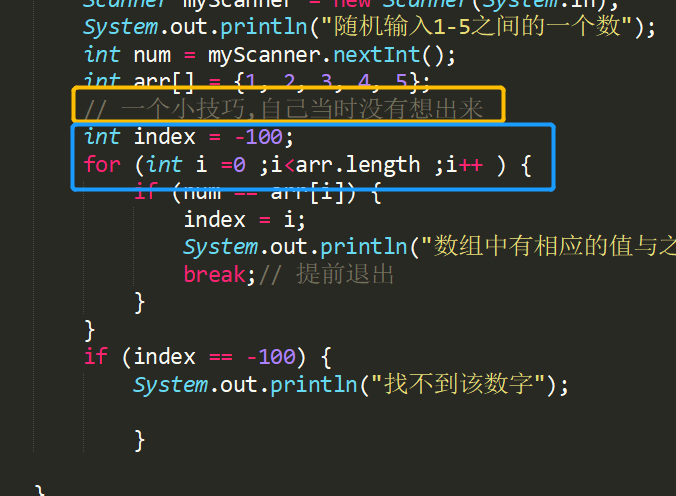 Scanner myScanner = new Scanner(System.in);
System.out.println("随机输入1-5之间的一个数");
int num = myScanner.nextInt();
int arr[] = {1, 2, 3, 4, 5};
// 一个小技巧,自己当时没有想出来
int index = -100;
for (int i =0 ;i<arr.length ;i++ ) {
if (num == arr[i]) {
index = i;
System.out.println("数组中有相应的值与之
break;// 提前退出
}
}
if (index == -100) {
System.out.println("找不到该数字");
}
}